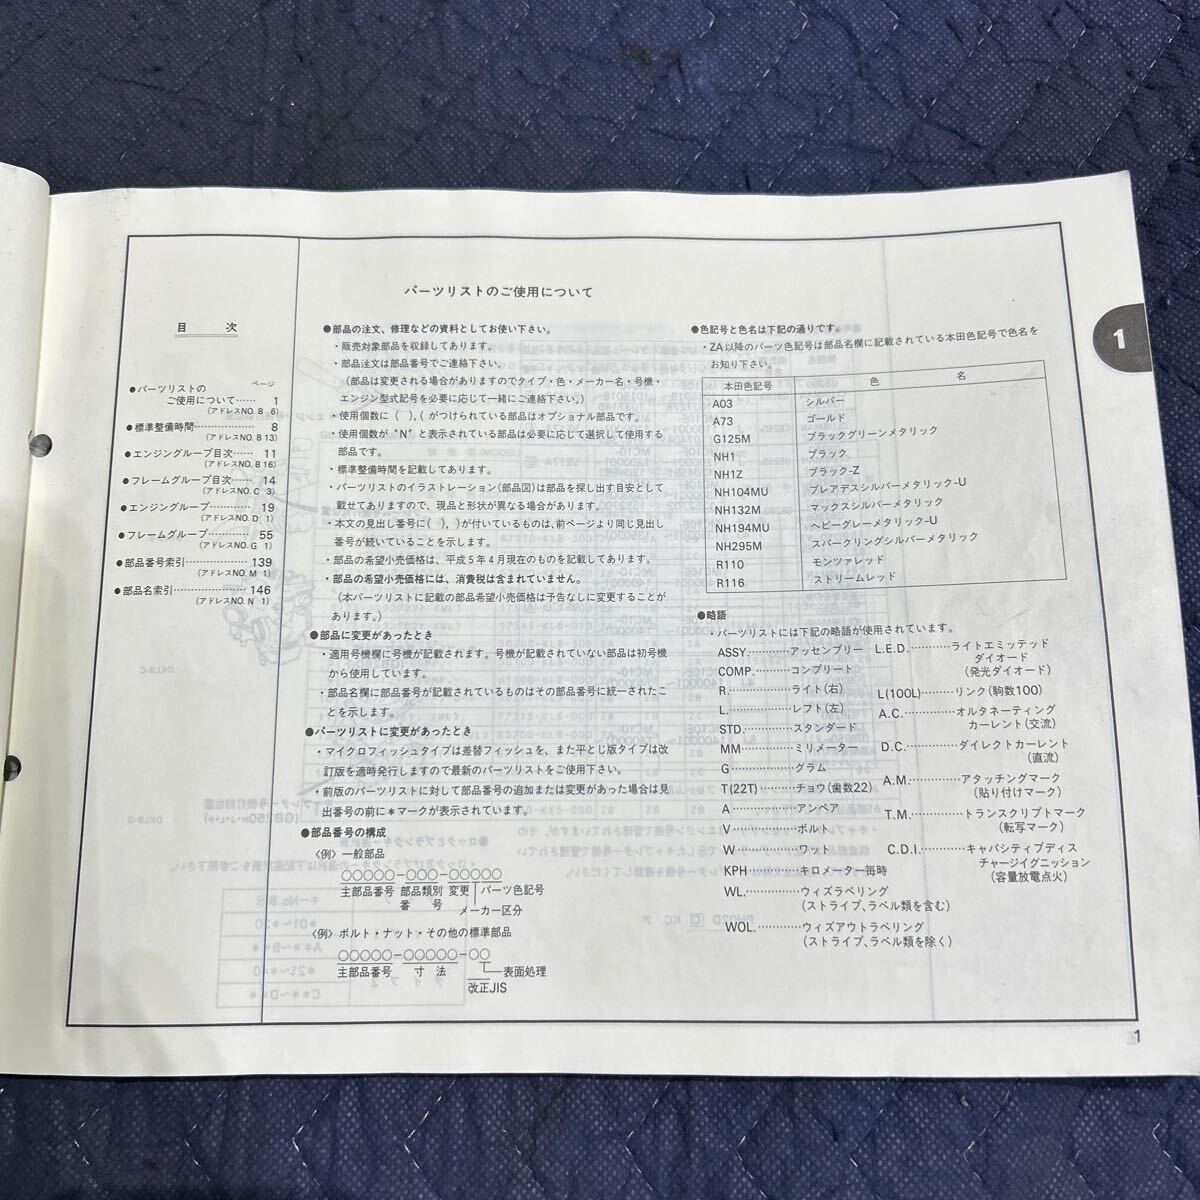 パーツリストのご使用について
目　次
ページ
●パーツリストの
ご使用について…… 1
(アドレスNO. B 6)
●標準整備時間……………… 8
(アドレスNO. B 13)
●エンジングループ目次…… 11
(アドレスNO. B 16)
●フレームグループ目次…… 14
(アドレスNO. C 3)
●エンジングループ………… 19
(アドレスNO. D 1)
●フレームグループ………… 55
(アドレスNO. G 1)
●部品番号索引……………… 139
(アドレスNO. M 1)
●部品名索引………………… 146
(アドレスNO. N 1)
●部品の注文、修理などの資料としてお使い下さい。
・販売対象部品を収録してあります。
・部品注文は部品番号でご連絡下さい。
(部品は変更される場合がありますのでタイプ・色・メーカー名・号機・
エンジン型式記号を必要に応じて一緒にご連絡下さい。)
・使用個数に（　）,（ がつけられている部品はオプショナル部品です。
・使用個数が〝N〞と表示されている部品は必要に応じて選択して使用する
部品です。
・標準整備時間を記載してあります。
・パーツリストのイラストレーション(部品図)は部品を探し出す目安として
載せてありますので、現品と形状が異なる場合があります。
・本文の見出し番号に(　)、)が付いているものは、前ページより同じ見出し
番号が続いていることを示します。
・部品の希望小売価格は、平成5年4月現在のものを記載してあります。
・部品の希望小売価格には、消費税は含まれていません。
(本パーツリストに記載の部品希望小売価格は予告なしに変更することが
あります。)
●部品に変更があったとき
・適用号機欄に号機が記載されます。号機が記載されていない部品は初号機
から使用しています。
・部品名欄に部品番号が記載されているものはその部品番号に統一されたこ
とを示します。
●パーツリストに変更があったとき
・マイクロフィッシュタイプは差替フィッシュを、また平とじ版タイプは改
訂版を適時発行しますので最新のパーツリストをご使用下さい。
・前版のパーツリストに対して部品番号の追加または変更があった場合は見
出番号の前に＊マークが表示されています。
●部品番号の構成
〈例〉一般部品
○○○○○−○○○−○○○○○
主部品番号　部品類別　変更　パーツ色記号
番　号
メーカー区分
〈例〉ボルト・ナット・その他の標準部品
○○○○○−○○○○○−○○
主部品番号　寸 法　表面処理
改正JIS
●色記号と色名は下記の通りです。
・ZA以降のパーツ色記号は部品名欄に記載されている本田色記号で色名を
お知り下さい。
本田色記号　色　名
A03　シルバー
A73　ゴールド
G125M　ブラックグリーンメタリック
NH1　ブラック
NH1Z　ブラック-Z
NH104MU　プレアデスシルバーメタリック-U
NH132M　マックスシルバーメタリック
NH194MU　ヘビーグレーメタリック-U
NH295M　スパークリングシルバーメタリック
R110　モンツァレッド
R116　ストリームレッド
●略語
・パーツリストには下記の略語が使用されています。
ASSY.…………アッセンブリー
COMP.…………コンプリート
R.………………ライト(右)
L.………………レフト(左)
STD.……………スタンダード
MM………………ミリメーター
G…………………グラム
T(22T)…………チョウ(歯数22)
A…………………アンペア
V…………………ボルト
W…………………ワット
KPH………………キロメーター毎時
WL.………………ウィズラベリング
(ストライプ、ラベル類を含む)
WOL.……………ウィズアウトラベリング
(ストライプ、ラベル類を除く)
L.E.D.…………ライトエミッテッド
ダイオード
(発光ダイオード)
L(100L)………リンク(駒数100)
A.C.……………オルタネーティング
カーレント(交流)
D.C.……………ダイレクトカーレント
(直流)
A.M.……………アタッチングマーク
(貼り付けマーク)
T.M.……………トランスクリプトマーク
(転写マーク)
C.D.I.…………キャパシティブディス
チャージイグニッション
(容量放電点火)
1
1